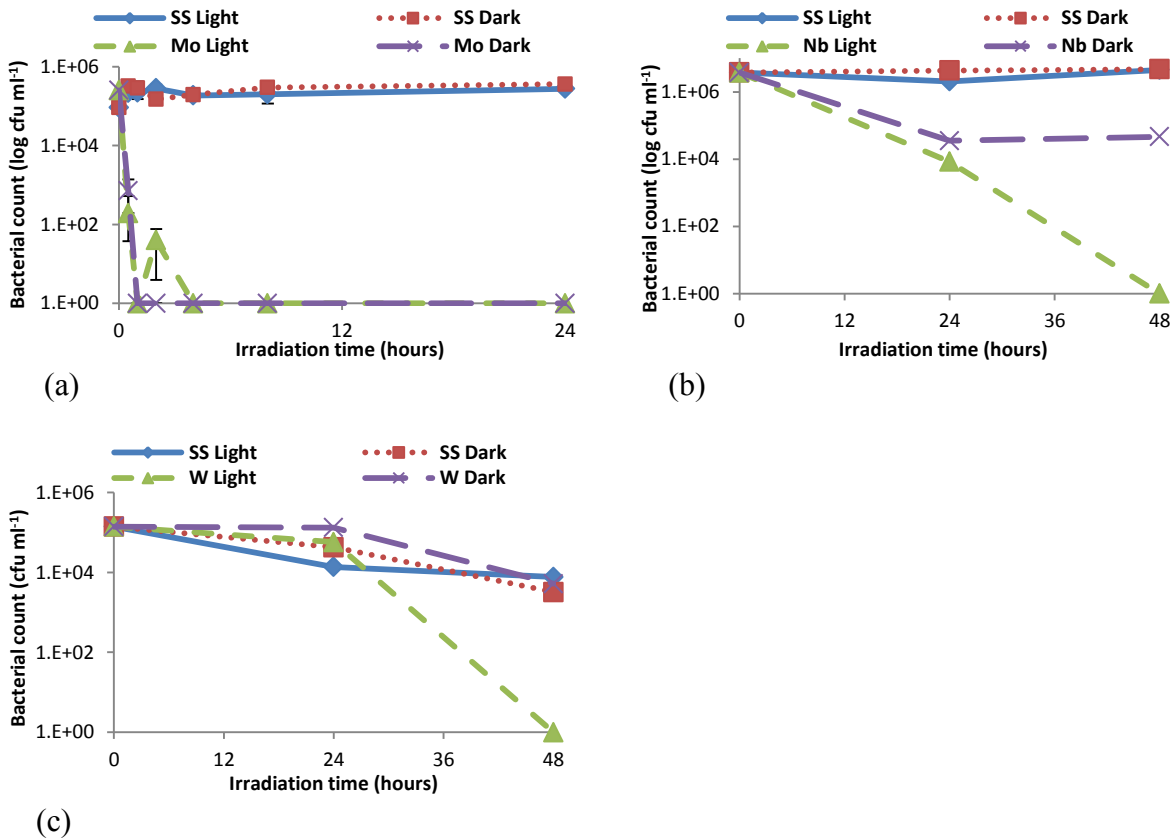 SS Light SS Dark
Mo Light Mo Dark
Bacterial count (log cfu ml-1)
1.E+06
1.E+04
1.E+02
1.E+00
0 12 24
Irradiation time (hours)
(a)
SS Light SS Dark
Nb Light Nb Dark
Bacterial count (log cfu ml-1)
1.E+06
1.E+04
1.E+02
1.E+00
0 12 24 36 48
Irradiation time (hours)
(b)
SS Light SS Dark
W Light W Dark
Bacterial count (cfu ml-1)
1.E+06
1.E+04
1.E+02
1.E+00
0 12 24 36 48
Irradiation time (hours)
(c)